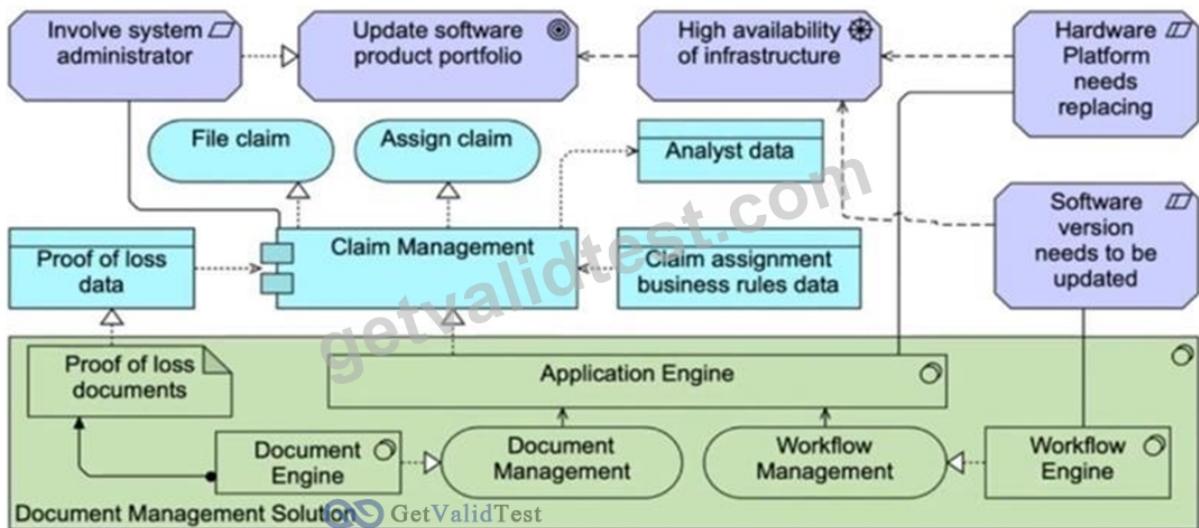 Involve system
administrator
Update software
product portfolio
High availability
of infrastructure
Hardware
Platform
needs
replacing
File claim
Assign claim
Analyst data
Software
version
needs to be
updated
Proof of loss
data
Claim Management
Claim assignment
business rules data
getvalidtest.com
Proof of loss
documents
Application Engine
Document
Engine
Document
Management
Workflow
Management
Workflow
Engine
Document Management Solution
GetValidTest